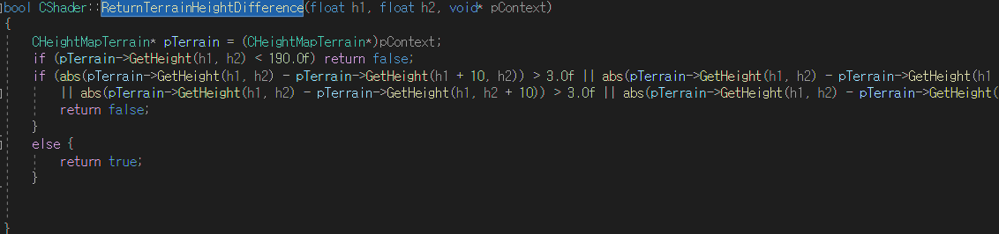 bool CShader::ReturnTerrainHeightDifference(float h1, float h2, void* pContext)
{
CHeightMapTerrain* pTerrain = (CHeightMapTerrain*)pContext;
if (pTerrain->GetHeight(h1, h2) < 190.0f) return false;
if (abs(pTerrain->GetHeight(h1, h2) - pTerrain->GetHeight(h1 + 10, h2)) > 3.0f || abs(pTerrain->GetHeight(h1, h2) - pTerrain->GetHeight(h1
|| abs(pTerrain->GetHeight(h1, h2) - pTerrain->GetHeight(h1, h2 + 10)) > 3.0f || abs(pTerrain->GetHeight(h1, h2) - pTerrain->GetHeight(
return false;
}
else {
return true;
}
}